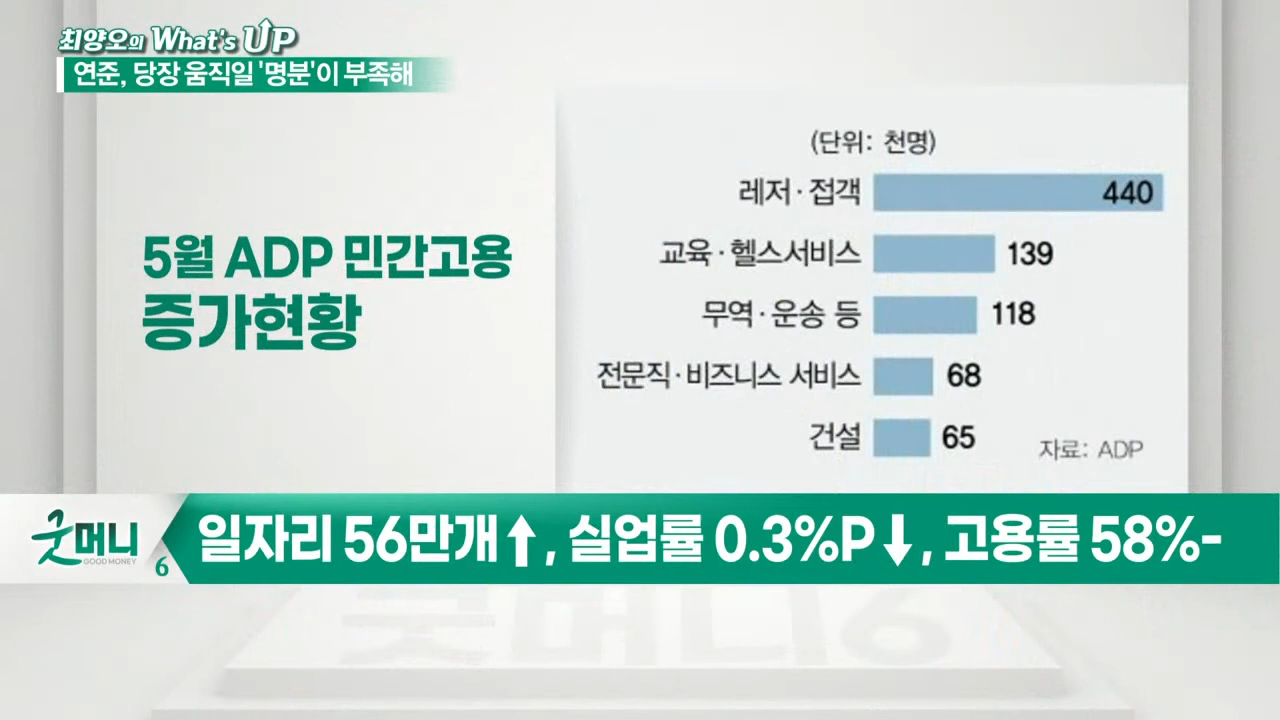 최양오의 What's UP
연준, 당장 움직일 '명분'이 부족해
5월 ADP 민간고용
증가현황
(단위: 천명)
레저·접객 440
교육·헬스서비스 139
무역·운송 등 118
전문직·비즈니스 서비스 68
건설 65
자료: ADP
굿머니
GOOD MONEY
6
일자리 56만개↑, 실업률 0.3%P↓, 고용률 58%-
굿머니6